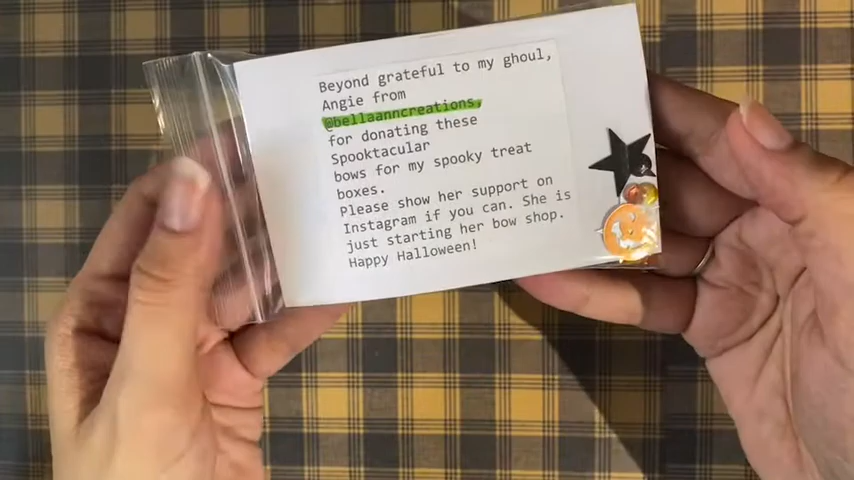 Beyond grateful to my ghoul,
Angie from
@bellaanncreations,
for donating these
Spooktacular
bows for my spooky treat
boxes.
Please show her support on
Instagram if you can. She is
just starting her bow shop.
Happy Halloween!